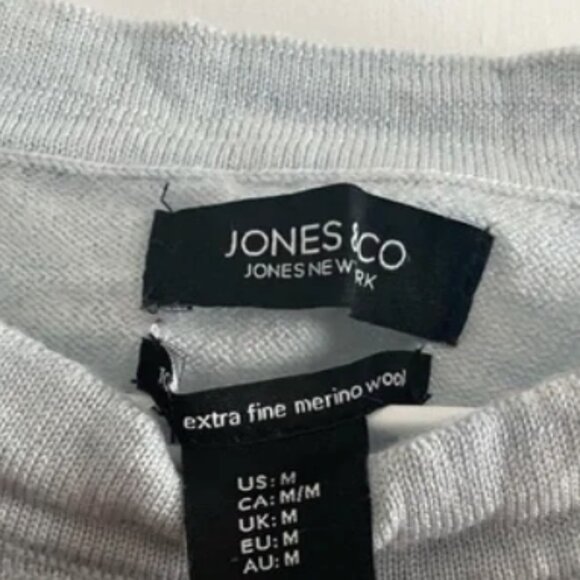 JONES &CO
JONES NEW RK
extra fine merino wool
US: M
CA: M/M
UK: M
EU: M
AU: M